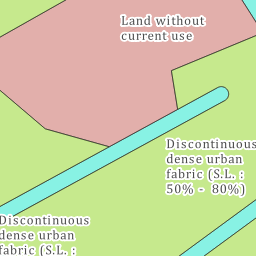 Land without
current use
Discontinuous
dense urban
fabric (S.L. :
50% -  80%)
Discontinuous
dense urban
fabric (S.L. :